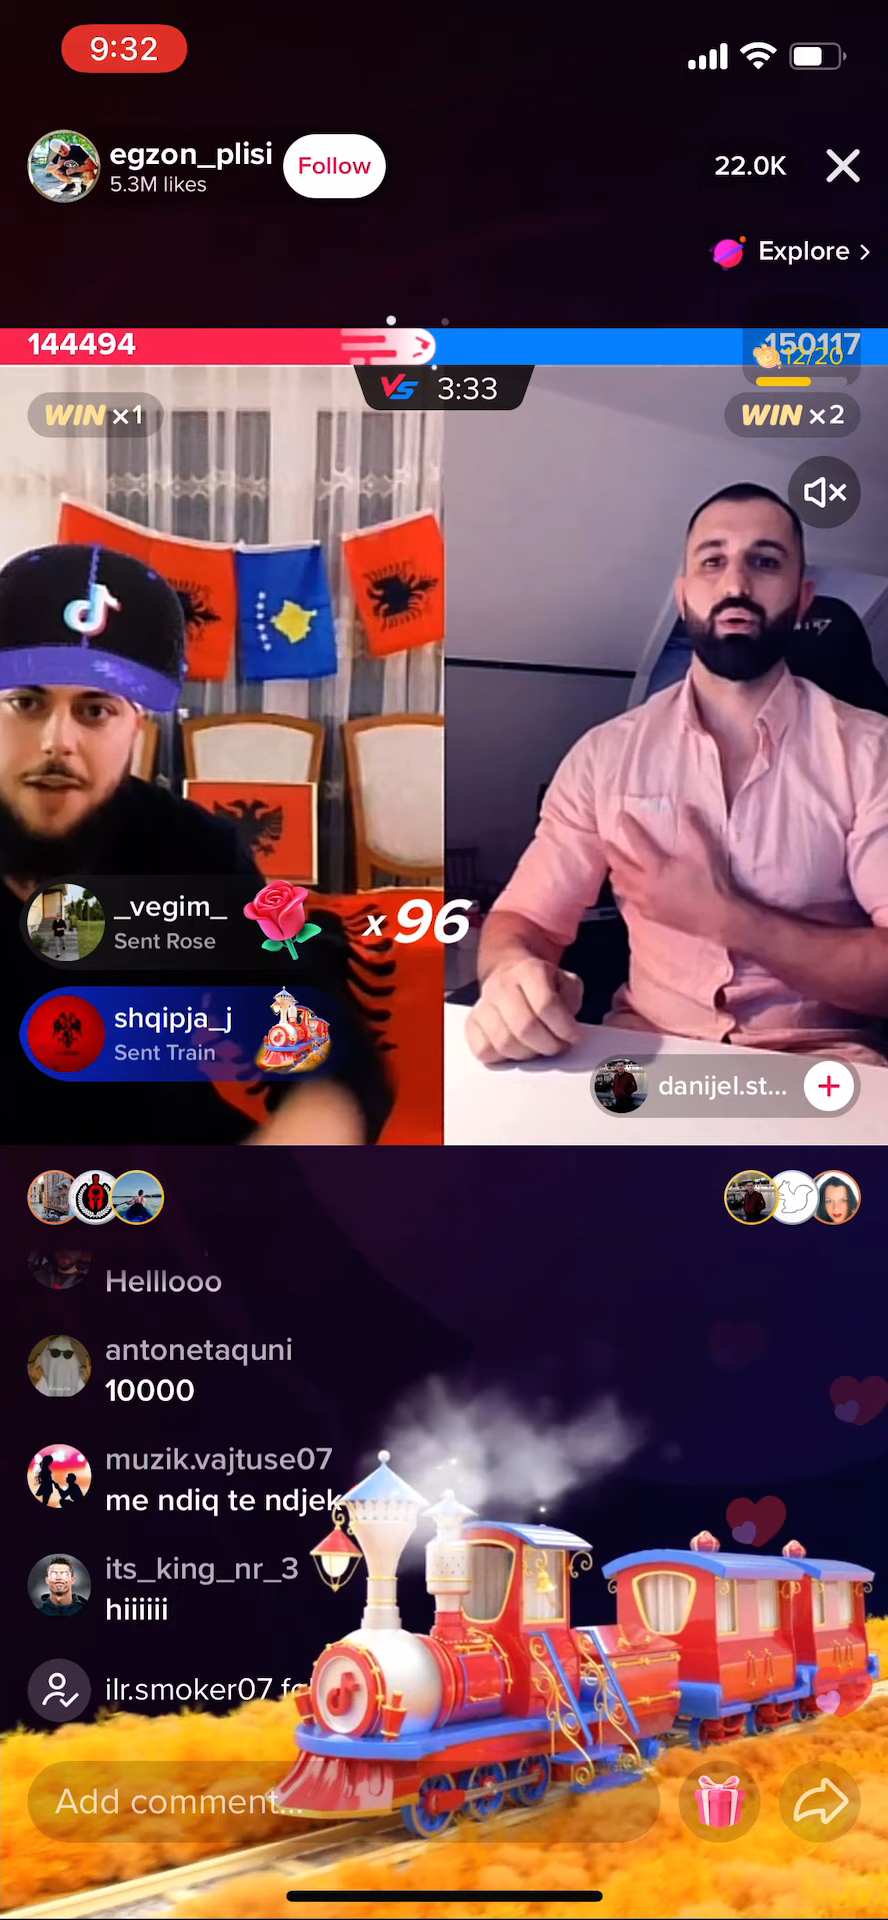 9:32
egzon_plisi
5.3M likes
Follow
22.0K
Explore
144494
150117
12/20
VS 3:33
WIN x1
WIN x2
_vegim_
Sent Rose
x 96
shqipja_j
Sent Train
danijel.st...
Helllooo
antonetaquni
10000
muzik.vajtuse07
me ndiq te ndjek
its_king_nr_3
hiiiiii
ilr.smoker07
Add comment...